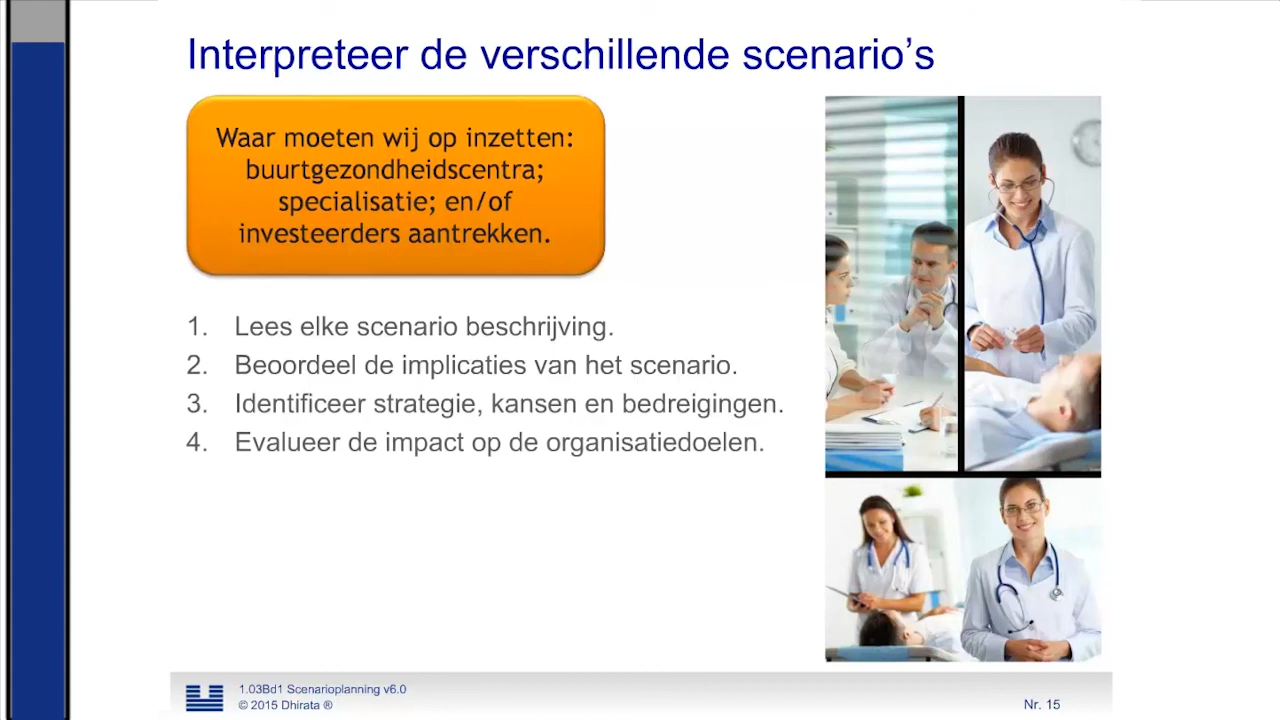 Interpreteer de verschillende scenario’s
Waar moeten wij op inzetten:
buurtgezondheidscentra;
specialisatie; en/of
investeerders aantrekken.
1. Lees elke scenario beschrijving.
2. Beoordeel de implicaties van het scenario.
3. Identificeer strategie, kansen en bedreigingen.
4. Evalueer de impact op de organisatiedoelen.
1.03Bd1 Scenarioplanning v6.0
© 2015 Dhirata ®
Nr. 15